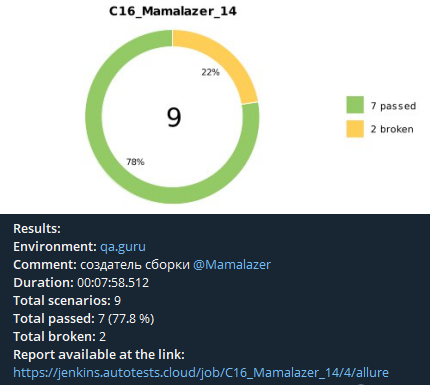 C16_Mamalazer_14
22%
7 passed
9
2 broken
78%
Results:
Environment: qa.guru
Comment: создатель сборки @Mamalazer
Duration: 00:07:58.512
Total scenarios: 9
Total passed: 7 (77.8 %)
Total broken: 2
Report available at the link:
https://jenkins.autotests.cloud/job/C16_Mamalazer_14/4/allure